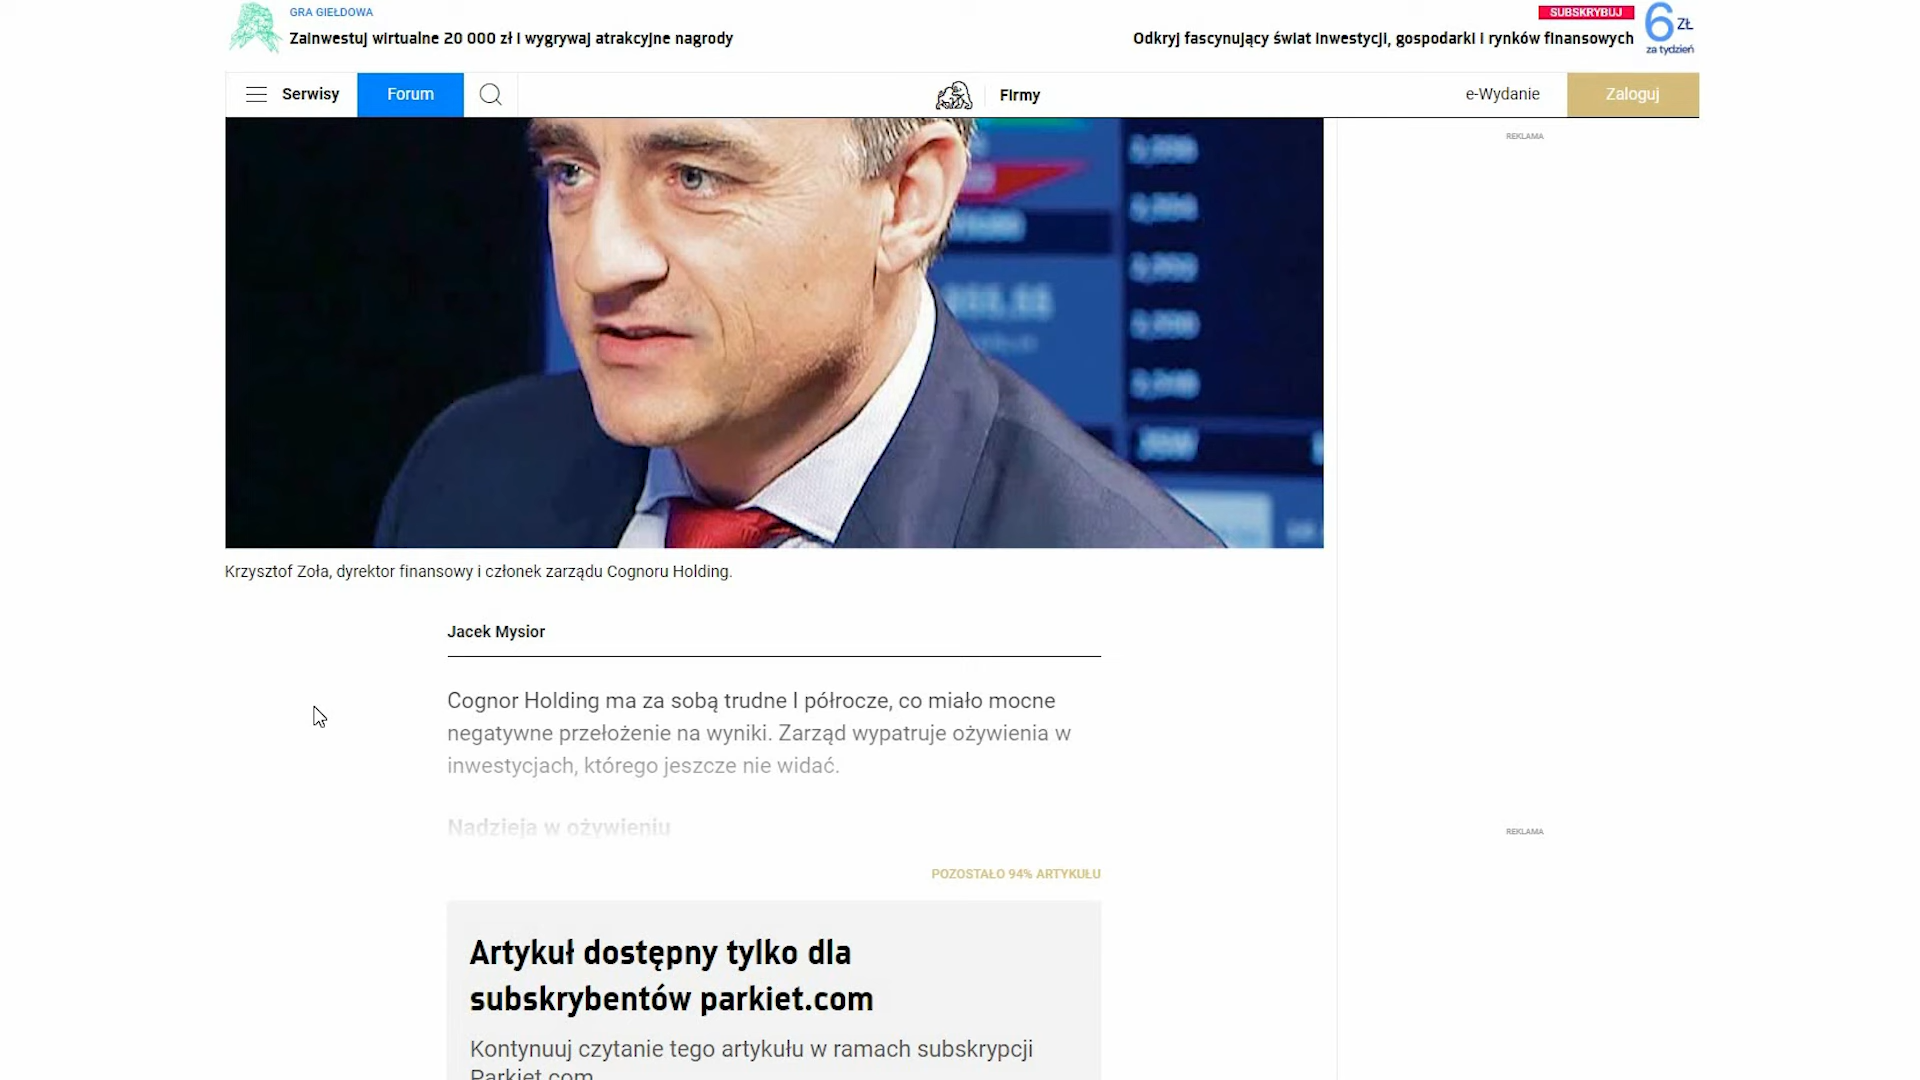 GRA GIEŁDOWA
Zainwestuj wirtualne 20 000 zł i wygrywaj atrakcyjne nagrody
SUBSKRYBUJ
Odkryj fascynujący świat inwestycji, gospodarki i rynków finansowych
6 ZŁ
za tydzień
Serwisy
Forum
Firmy
e-Wydanie
Zaloguj
REKLAMA
Krzysztof Zoła, dyrektor finansowy i członek zarządu Cognoru Holding.
Jacek Mysior
Cognor Holding ma za sobą trudne I półrocze, co miało mocne
negatywne przełożenie na wyniki. Zarząd wypatruje ożywienia w
inwestycjach, którego jeszcze nie widać.
Nadzieja w ożywieniu
REKLAMA
POZOSTAŁO 94% ARTYKUŁU
Artykuł dostępny tylko dla
subskrybentów parkiet.com
Kontynuuj czytanie tego artykułu w ramach subskrypcji
Parkiet.com